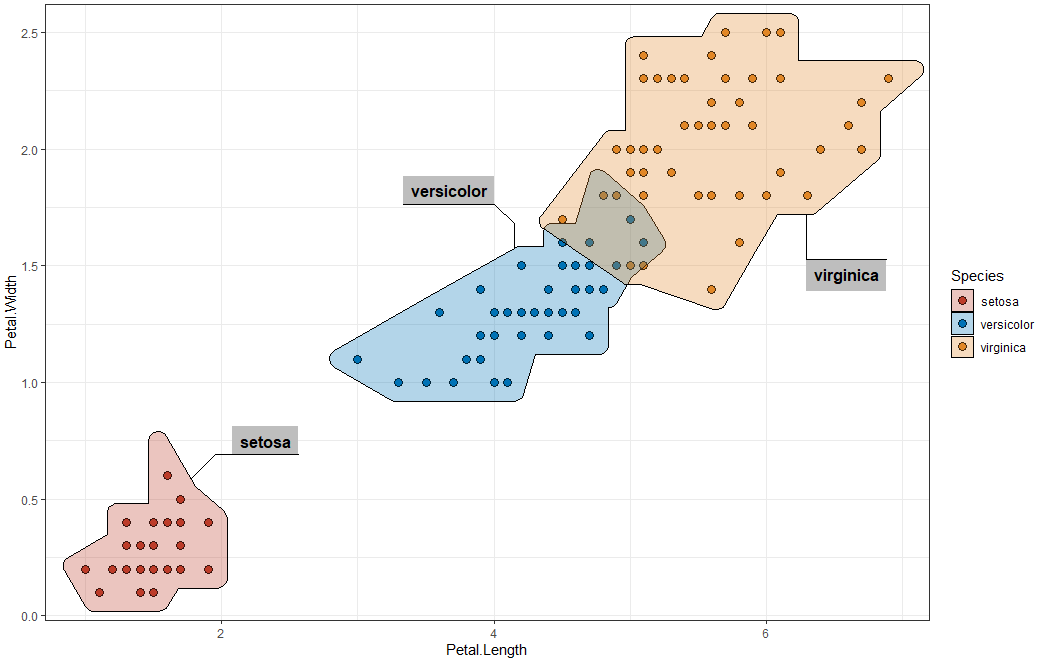 2.5
2.0
1.5
1.0
0.5
0.0
Petal.Width
versicolor
virginica
setosa
2
4
6
Petal.Length
Species
setosa
versicolor
virginica